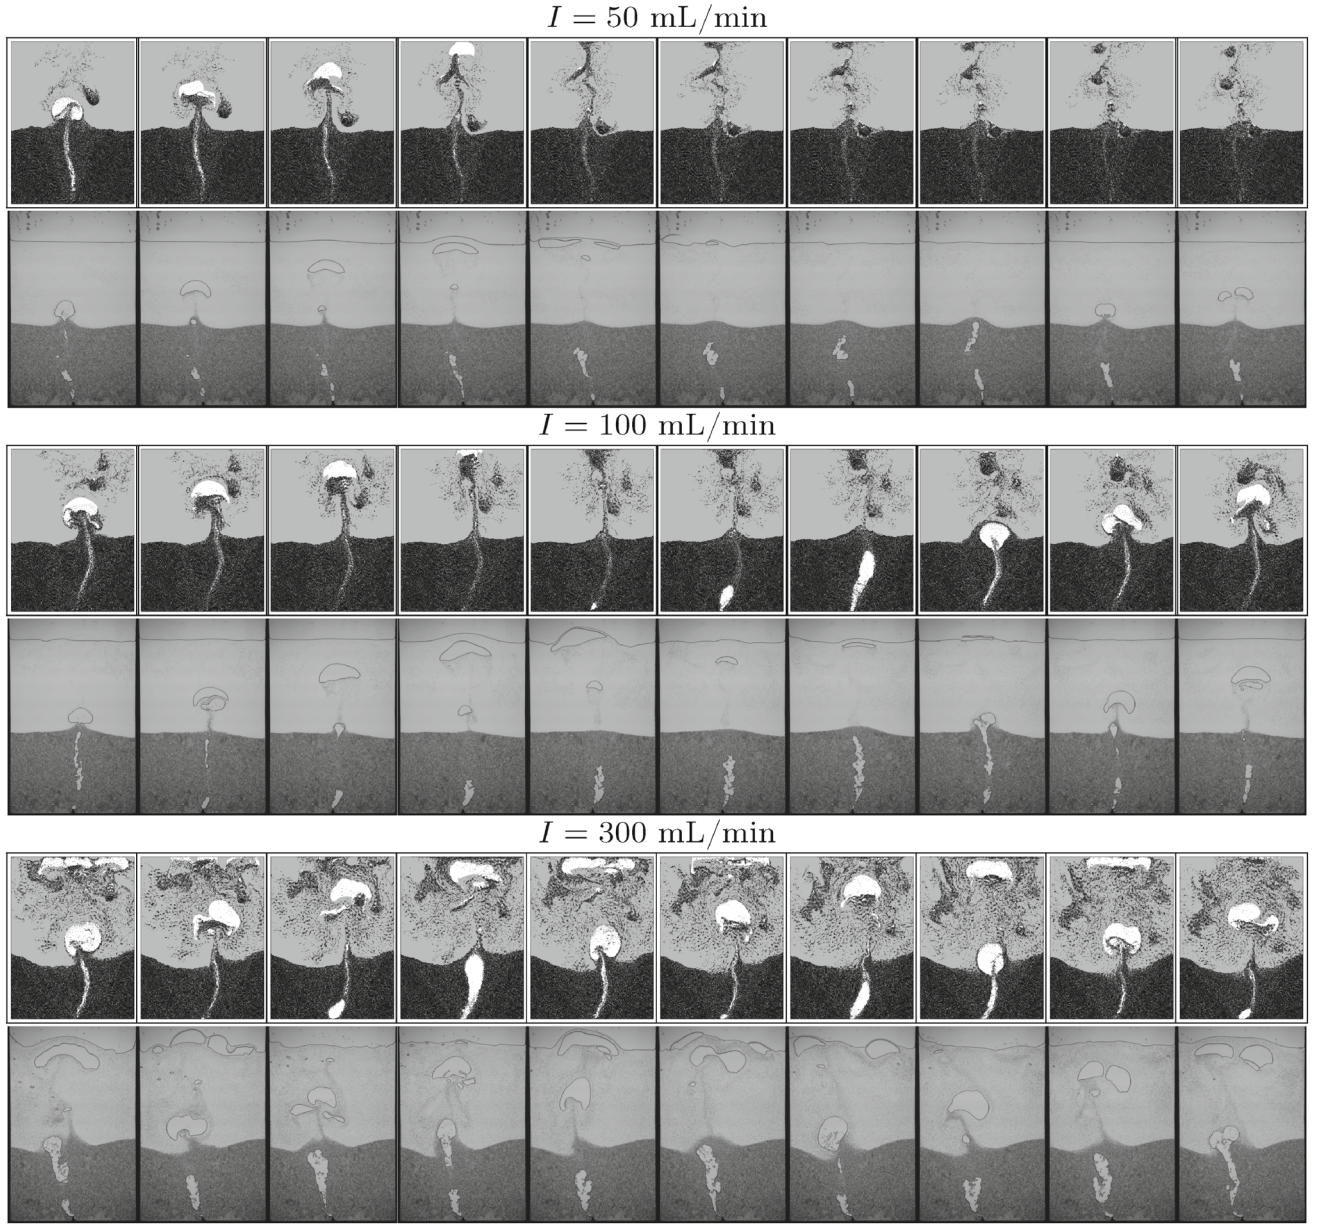 I = 50 mL/min
I = 100 mL/min
I = 300 mL/min